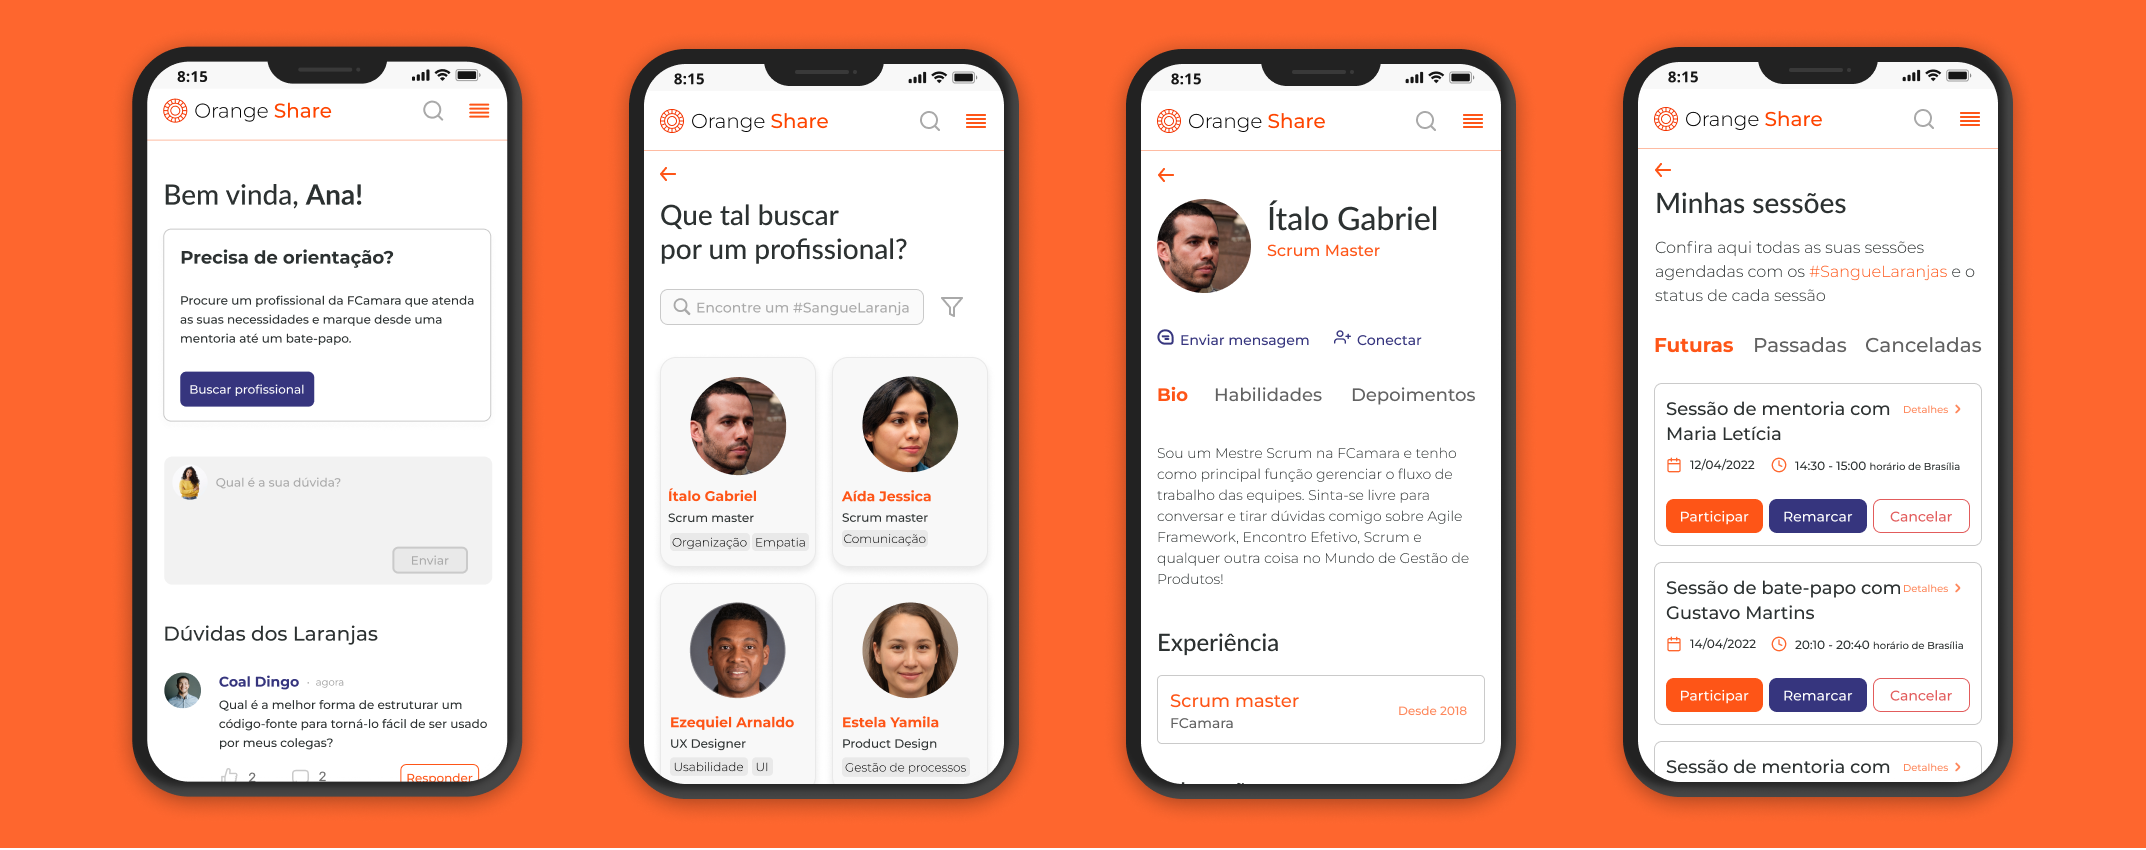 8:15
Orange Share
Bem vinda, Ana!
Precisa de orientação?
Procure um profissional da FCamara que atenda
as suas necessidades e marque desde uma
mentoria até um bate-papo.
Buscar profissional
Qual é a sua dúvida?
Enviar
Dúvidas dos Laranjas
Coal Dingo · agora
Qual é a melhor forma de estruturar um
código-fonte para torná-lo fácil de ser usado
por meus colegas?
2 2 Responder
8:15
Orange Share
Que tal buscar
por um profissional?
Encontre um #SangueLaranja
Ítalo Gabriel
Scrum master
Organização Empatia
Aída Jessica
Scrum master
Comunicação
Ezequiel Arnaldo
UX Designer
Usabilidade UI
Estela Yamila
Product Design
Gestão de processos
8:15
Orange Share
Ítalo Gabriel
Scrum Master
Enviar mensagem Conectar
Bio Habilidades Depoimentos
Sou um Mestre Scrum na FCamara e tenho
como principal função gerenciar o fluxo de
trabalho das equipes. Sinta-se livre para
conversar e tirar dúvidas comigo sobre Agile
Framework, Encontro Efetivo, Scrum e
qualquer outra coisa no Mundo de Gestão de
Produtos!
Experiência
Scrum master
FCamara
Desde 2018
8:15
Orange Share
Minhas sessões
Confira aqui todas as suas sessões
agendadas com os #SangueLaranjas e o
status de cada sessão
Futuras Passadas Canceladas
Sessão de mentoria com Detalhes
Maria Letícia
12/04/2022 14:30 - 15:00 horário de Brasília
Participar Remarcar Cancelar
Sessão de bate-papo com Detalhes
Gustavo Martins
14/04/2022 20:10 - 20:40 horário de Brasília
Participar Remarcar Cancelar
Sessão de mentoria com Detalhes